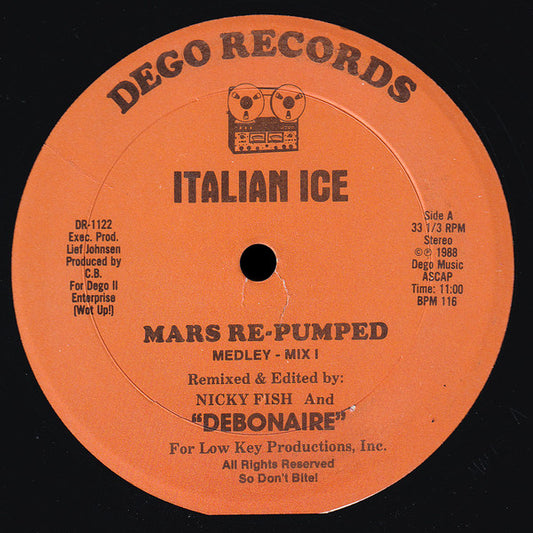 DEGO RECORDS
ITALIAN ICE
DR-1122
Exec. Prod.
Lief Johnsen
Produced by
C.B.
For Dego II
Enterprise
(Wot Up!)
Side A
33 1/3 RPM
Stereo
©℗ 1988
Dego Music
ASCAP
Time: 11:00
BPM 116
MARS RE-PUMPED
MEDLEY - MIX I
Remixed & Edited by:
NICKY FISH And
"DEBONAIRE"
For Low Key Productions, Inc.
All Rights Reserved
So Don't Bite!